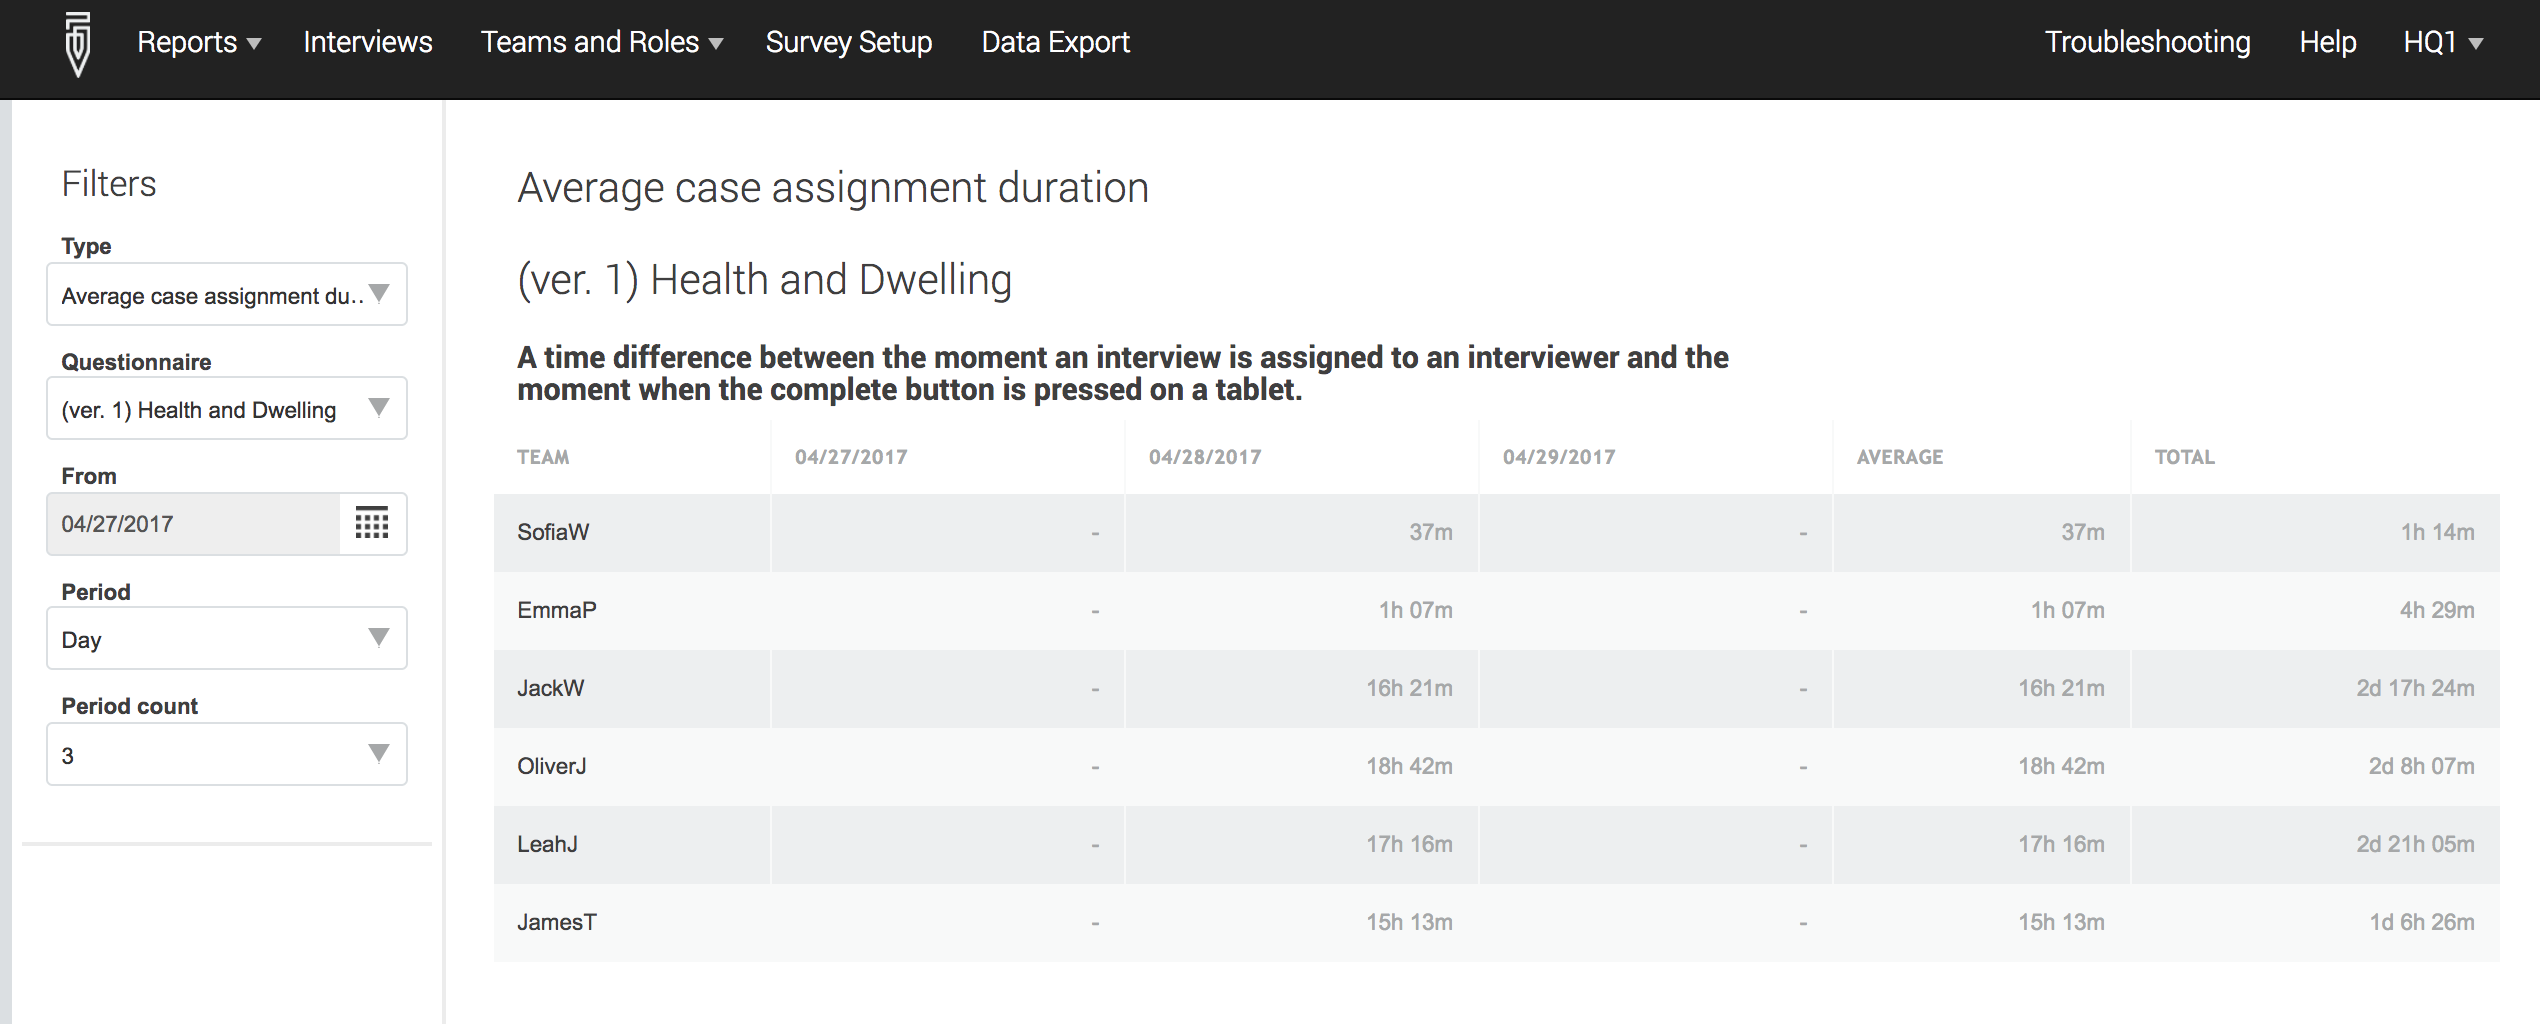 Reports Interviews Teams and Roles Survey Setup Data Export Troubleshooting Help HQ1
Filters
Type
Average case assignment du..
Questionnaire
(ver. 1) Health and Dwelling
From
04/27/2017
Period
Day
Period count
3
Average case assignment duration
(ver. 1) Health and Dwelling
A time difference between the moment an interview is assigned to an interviewer and the
moment when the complete button is pressed on a tablet.
TEAM 04/27/2017 04/28/2017 04/29/2017 AVERAGE TOTAL
SofiaW - 37m - 37m 1h 14m
EmmaP - 1h 07m - 1h 07m 4h 29m
JackW - 16h 21m - 16h 21m 2d 17h 24m
OliverJ - 18h 42m - 18h 42m 2d 8h 07m
LeahJ - 17h 16m - 17h 16m 2d 21h 05m
JamesT - 15h 13m - 15h 13m 1d 6h 26m